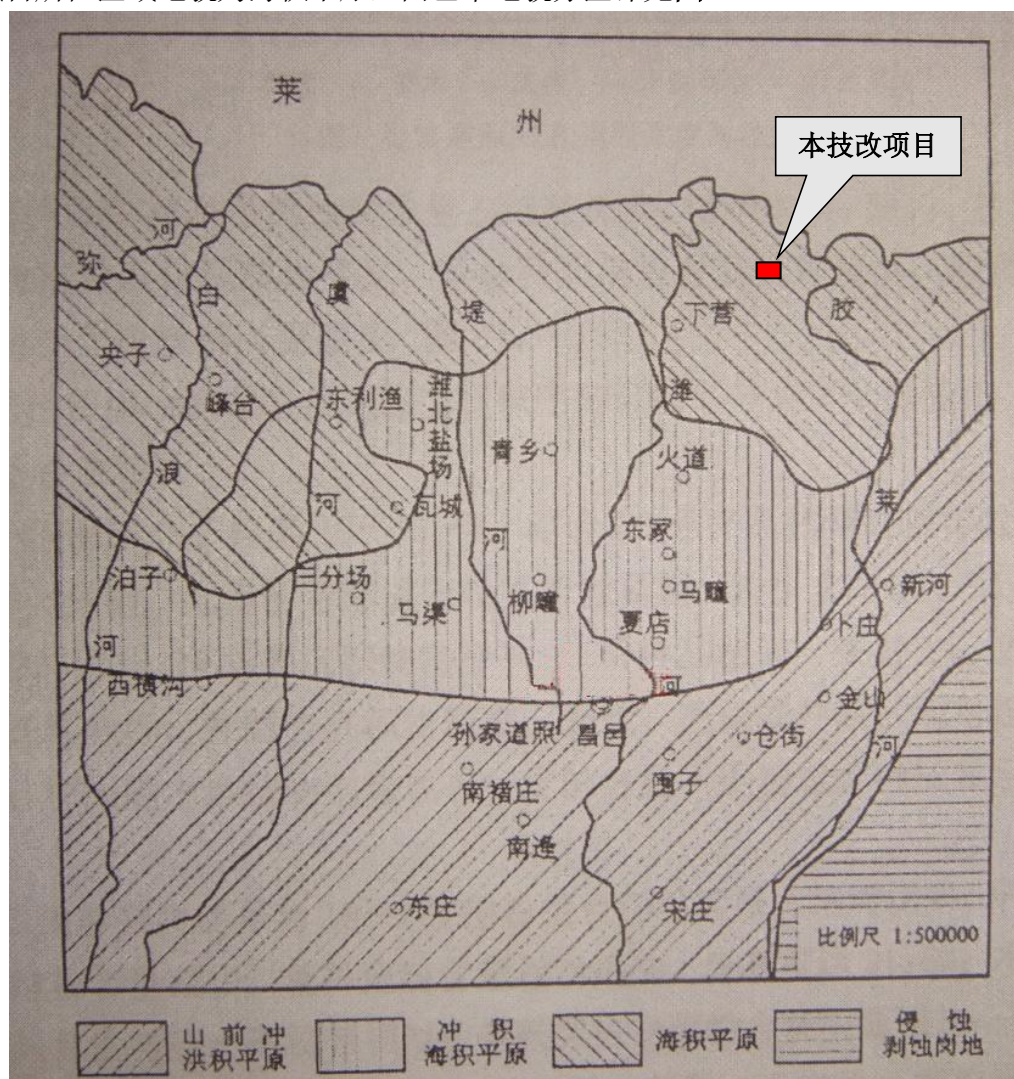 莱
州
本技改项目
弥
河
白
虞
堤
下营
胶
央子
峰台
东利渔
潍北盐场
潍
青乡
火道
浪
河
瓦城
河
东冢
莱
泊子
三分场
马渠
柳疃
马疃
夏店
新河
卜庄
河
西横沟
河
金山
孙家道照
昌邑
仓街
河
南褚庄
围子
南逄
东庄
宋庄
比例尺 1:500000
山前冲
洪积平原
冲积
海积平原
海积平原
侵蚀
剥蚀岗地